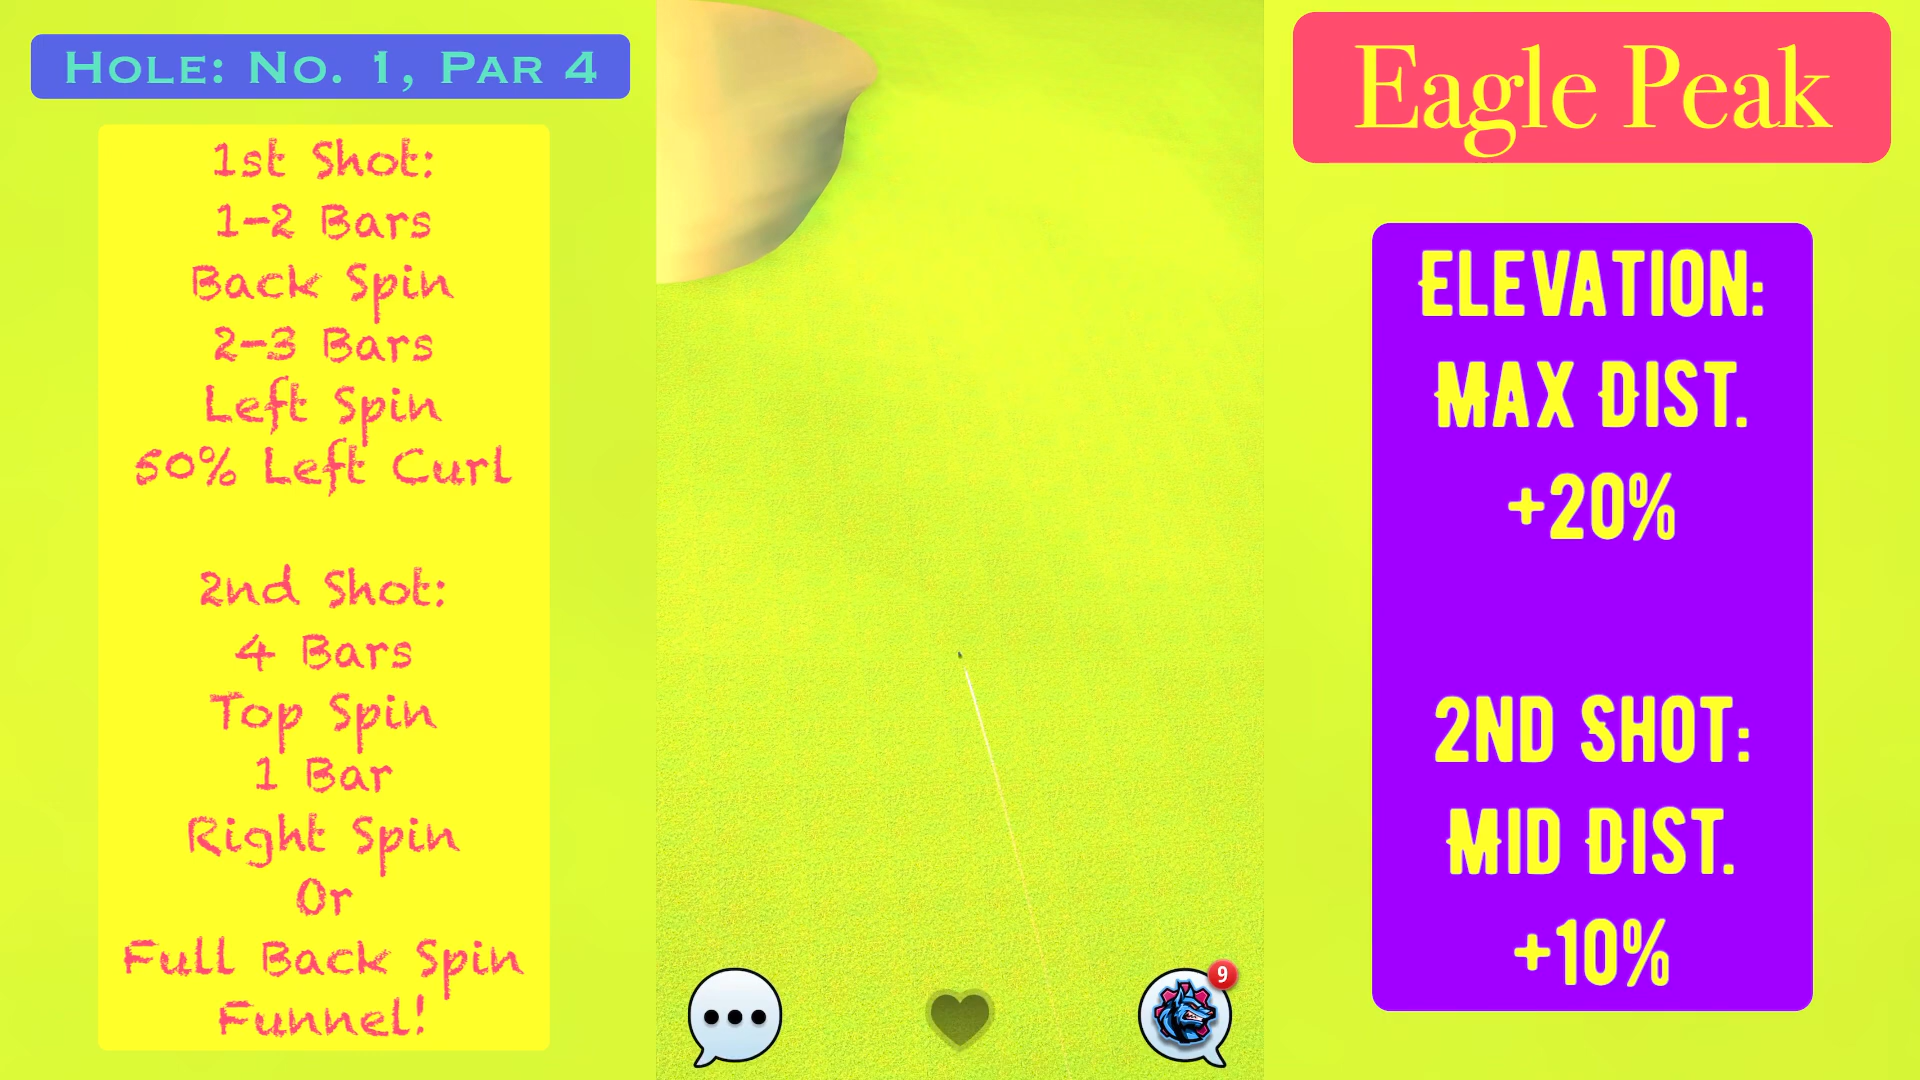 Hole: No. 1, Par 4
1st Shot:
1-2 Bars
Back Spin
2-3 Bars
Left Spin
50% Left Curl
2nd Shot:
4 Bars
Top Spin
1 Bar
Right Spin
Or
Full Back Spin
Funnel!
9
Eagle Peak
ELEVATION:
MAX DIST.
+20%
2ND SHOT:
MID DIST.
+10%